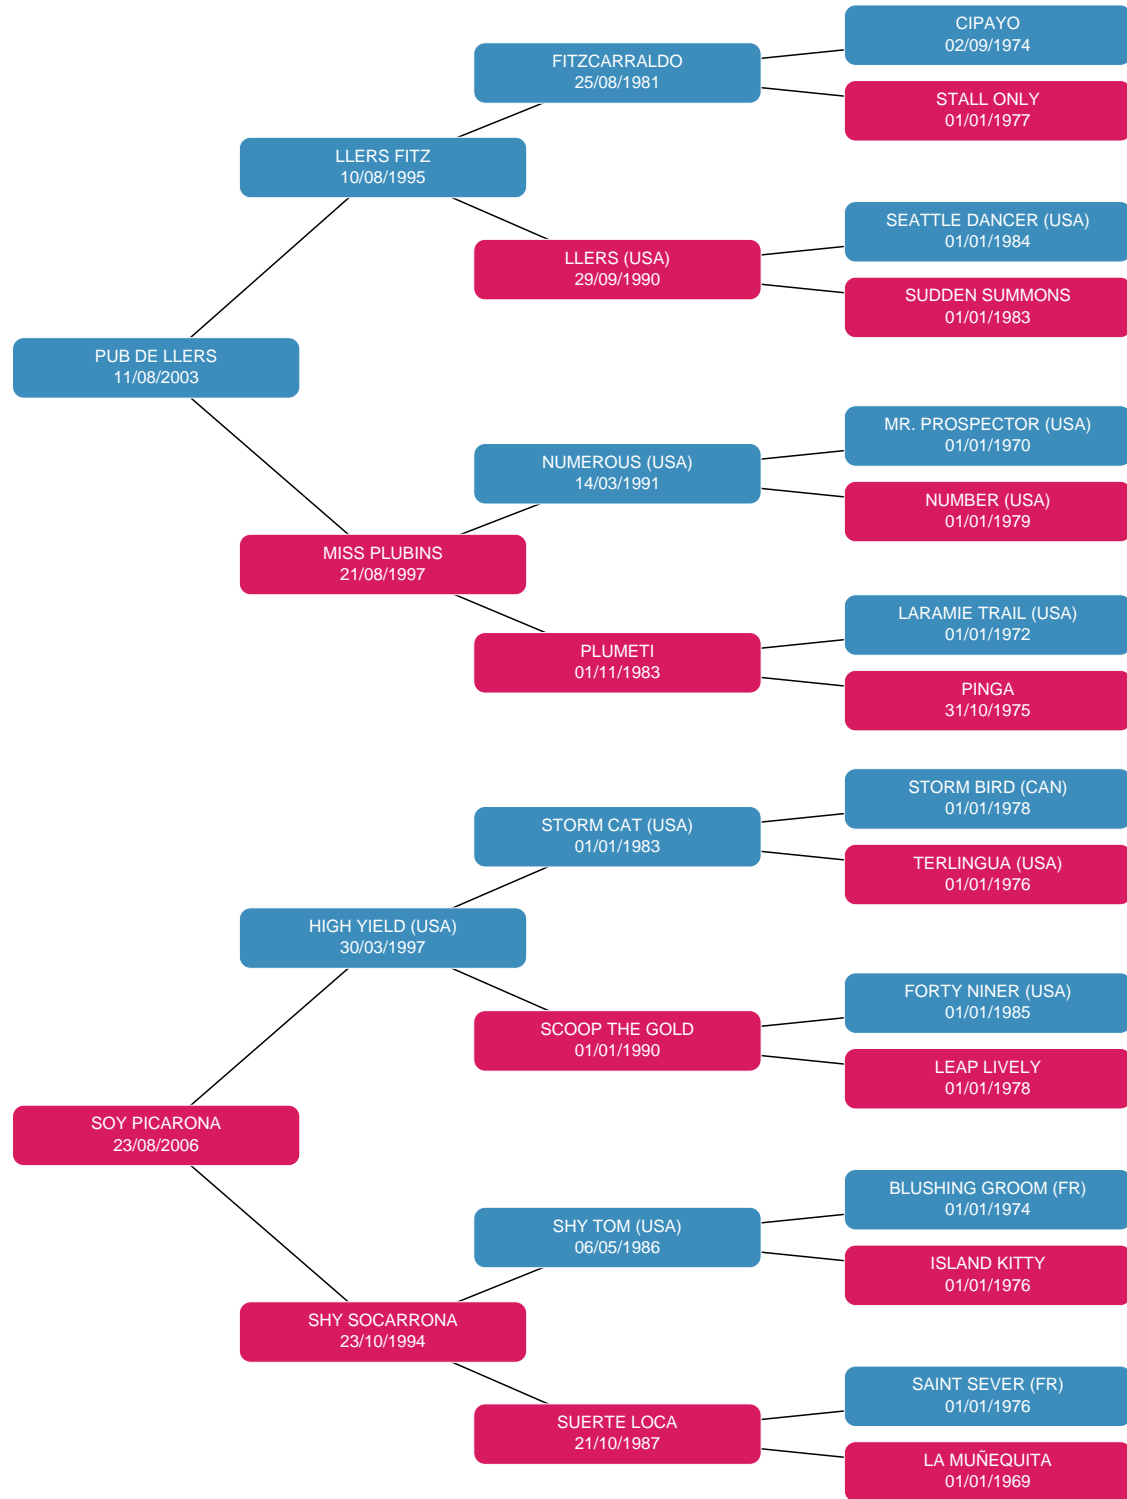 CIPAYO
02/09/1974
FITZCARRALDO
25/08/1981
STALL ONLY
01/01/1977
LLERS FITZ
10/08/1995
SEATTLE DANCER (USA)
01/01/1984
LLERS (USA)
29/09/1990
SUDDEN SUMMONS
01/01/1983
PUB DE LLERS
11/08/2003
MR. PROSPECTOR (USA)
01/01/1970
NUMEROUS (USA)
14/03/1991
NUMBER (USA)
01/01/1979
MISS PLUBINS
21/08/1997
LARAMIE TRAIL (USA)
01/01/1972
PLUMETI
01/11/1983
PINGA
31/10/1975
STORM BIRD (CAN)
01/01/1978
STORM CAT (USA)
01/01/1983
TERLINGUA (USA)
01/01/1976
HIGH YIELD (USA)
30/03/1997
FORTY NINER (USA)
01/01/1985
SCOOP THE GOLD
01/01/1990
LEAP LIVELY
01/01/1978
SOY PICARONA
23/08/2006
BLUSHING GROOM (FR)
01/01/1974
SHY TOM (USA)
06/05/1986
ISLAND KITTY
01/01/1976
SHY SOCARRONA
23/10/1994
SAINT SEVER (FR)
01/01/1976
SUERTE LOCA
21/10/1987
LA MUÑEQUITA
01/01/1969